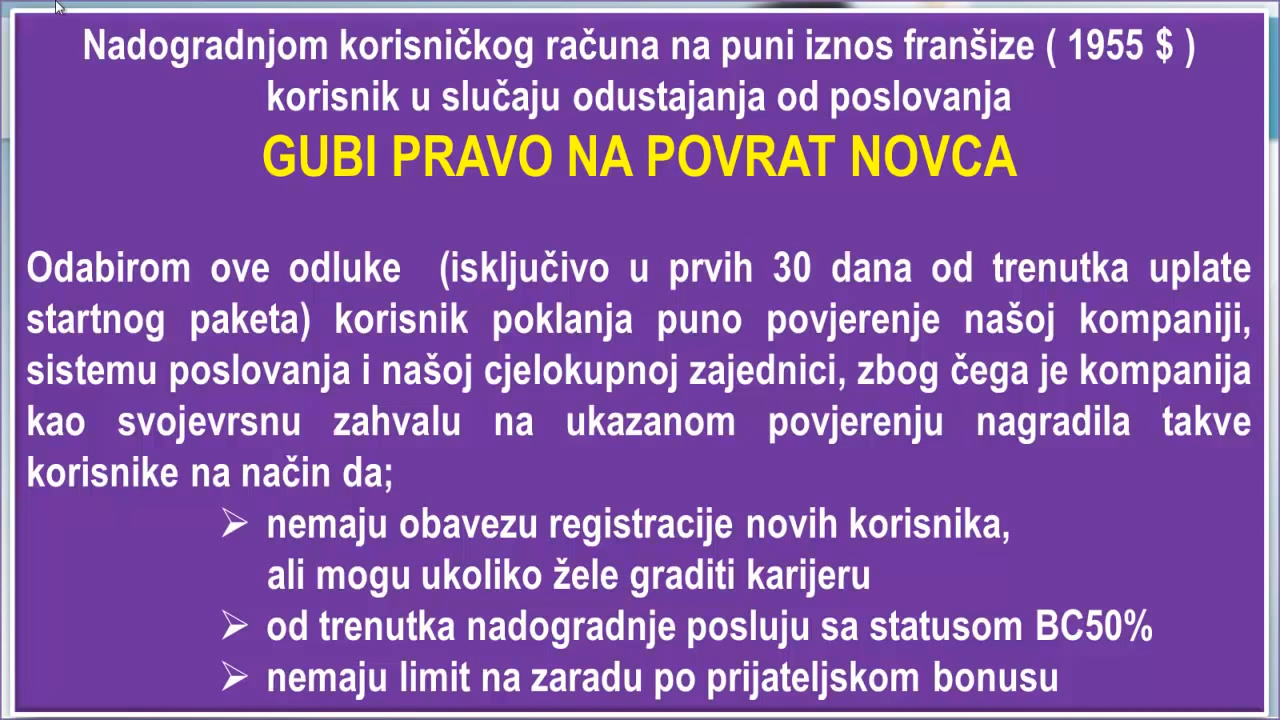 Nadogradnjom korisničkog računa na puni iznos franšize ( 1955 $ )
korisnik u slučaju odustajanja od poslovanja
GUBI PRAVO NA POVRAT NOVCA
Odabirom ove odluke (isključivo u prvih 30 dana od trenutka uplate
startnog paketa) korisnik poklanja puno povjerenje našoj kompaniji,
sistemu poslovanja i našoj cjelokupnoj zajednici, zbog čega je kompanija
kao svojevrsnu zahvalu na ukazanom povjerenju nagradila takve
korisnike na način da;
➢ nemaju obavezu registracije novih korisnika,
ali mogu ukoliko žele graditi karijeru
➢ od trenutka nadogradnje posluju sa statusom BC50%
➢ nemaju limit na zaradu po prijateljskom bonusu